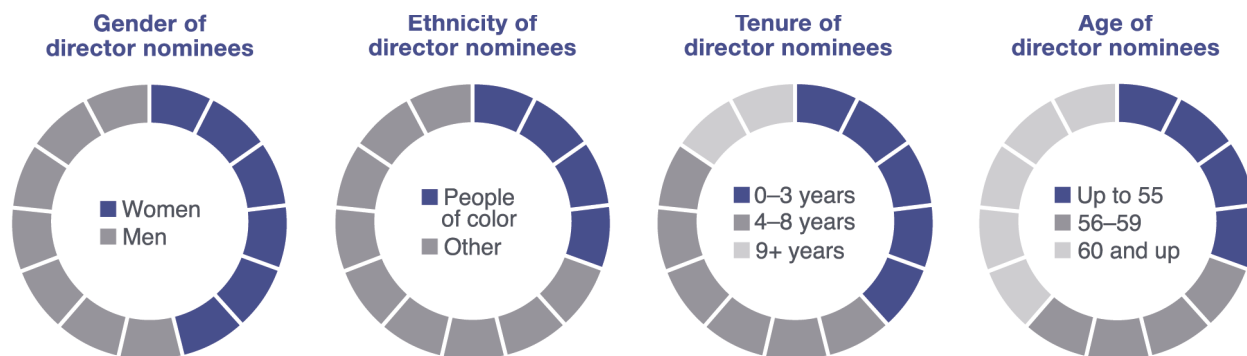 Gender of
director nominees
Women
Men
Ethnicity of
director nominees
People
of color
Other
Tenure of
director nominees
0–3 years
4–8 years
9+ years
Age of
director nominees
Up to 55
56–59
60 and up